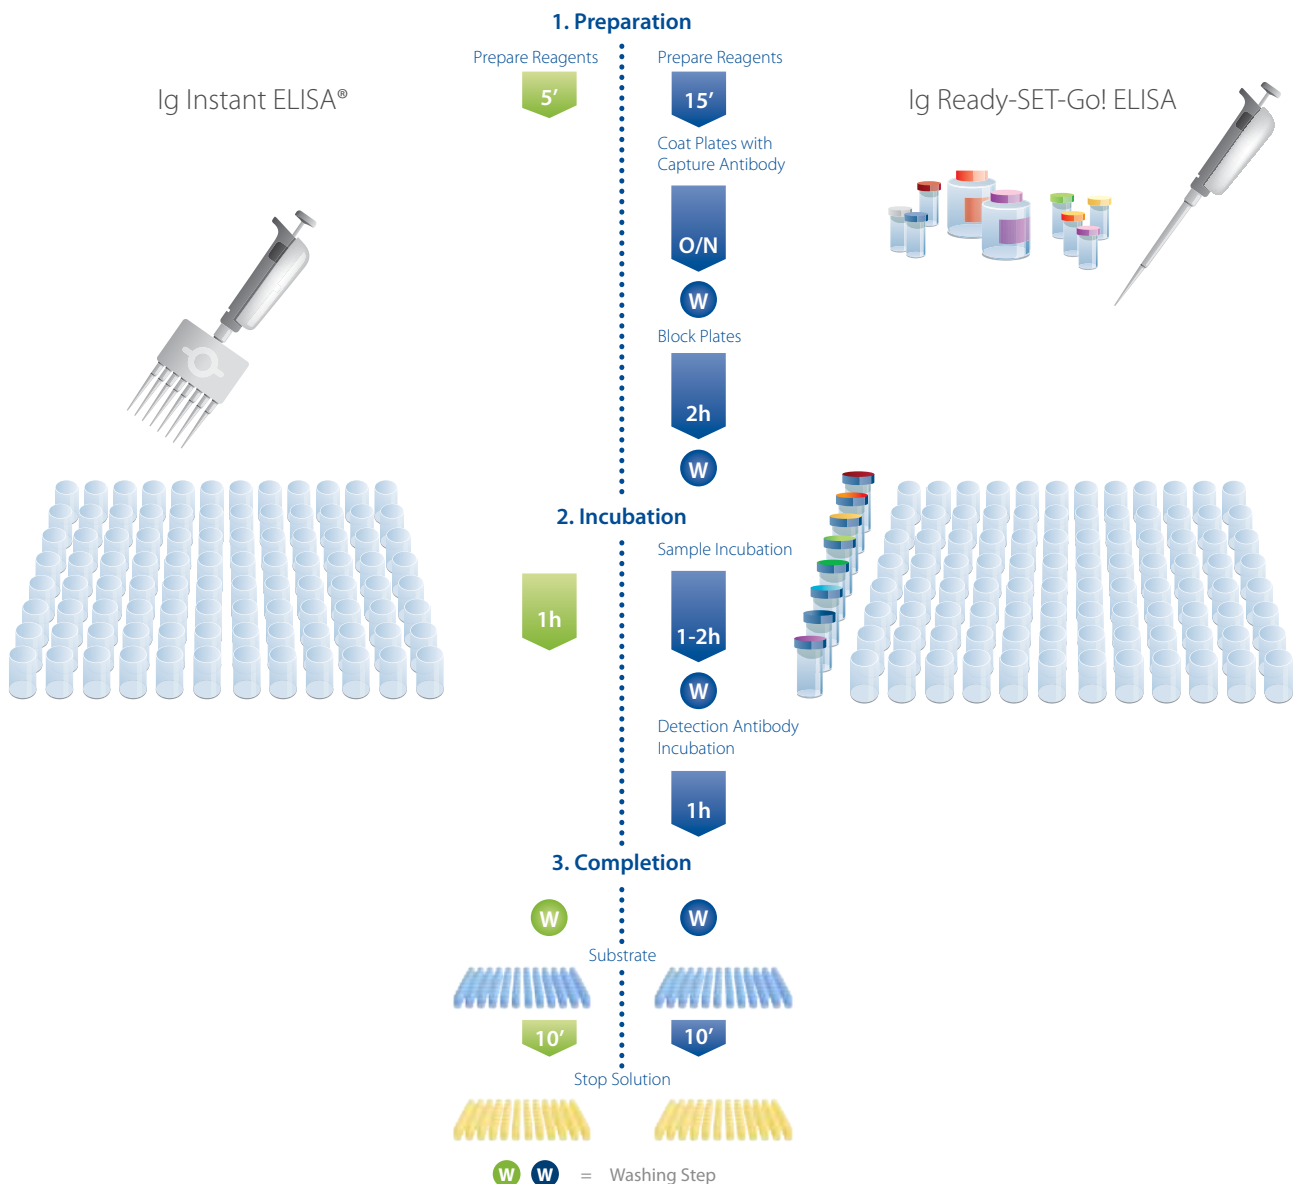 1. Preparation
Prepare Reagents
Prepare Reagents
Ig Instant ELISA®
5′
15′
Ig Ready-SET-Go! ELISA
Coat Plates with
Capture Antibody
O/N
W
Block Plates
2h
W
2. Incubation
Sample Incubation
1h
1-2h
W
Detection Antibody
Incubation
1h
3. Completion
W
W
Substrate
10′
10′
Stop Solution
W W = Washing Step